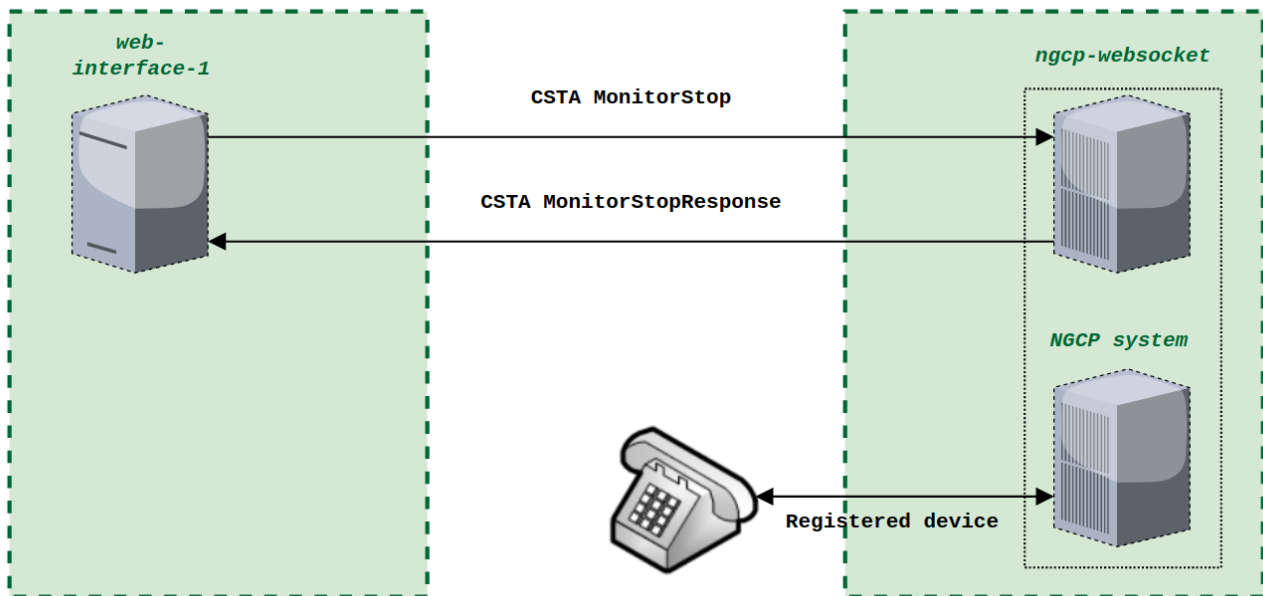 web-
interface-1
ngcp-websocket
CSTA MonitorStop
CSTA MonitorStopResponse
NGCP system
Registered device